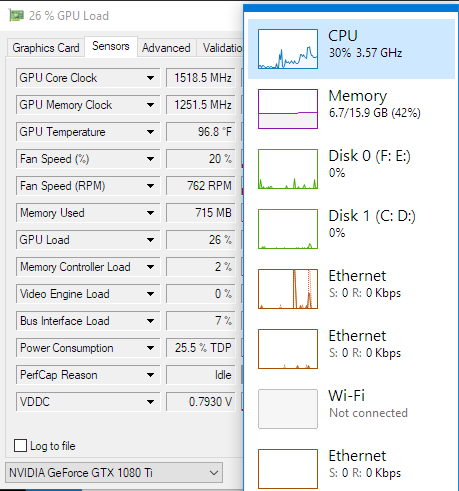 26 % GPU Load
Graphics Card Sensors Advanced Validatio
GPU Core Clock 1518.5 MHz
GPU Memory Clock 1251.5 MHz
GPU Temperature 96.8 °F
Fan Speed (%) 20 %
Fan Speed (RPM) 762 RPM
Memory Used 715 MB
GPU Load 26 %
Memory Controller Load 2 %
Video Engine Load 0 %
Bus Interface Load 7 %
Power Consumption 25.5 % TDP
PerfCap Reason Idle
VDDC 0.7930 V
Log to file
NVIDIA GeForce GTX 1080 Ti
CPU
30% 3.57 GHz
Memory
6.7/15.9 GB (42%)
Disk 0 (F: E:)
0%
Disk 1 (C: D:)
0%
Ethernet
S: 0 R: 0 Kbps
Ethernet
S: 0 R: 0 Kbps
Wi-Fi
Not connected
Ethernet
S: 0 R: 0 Kbps